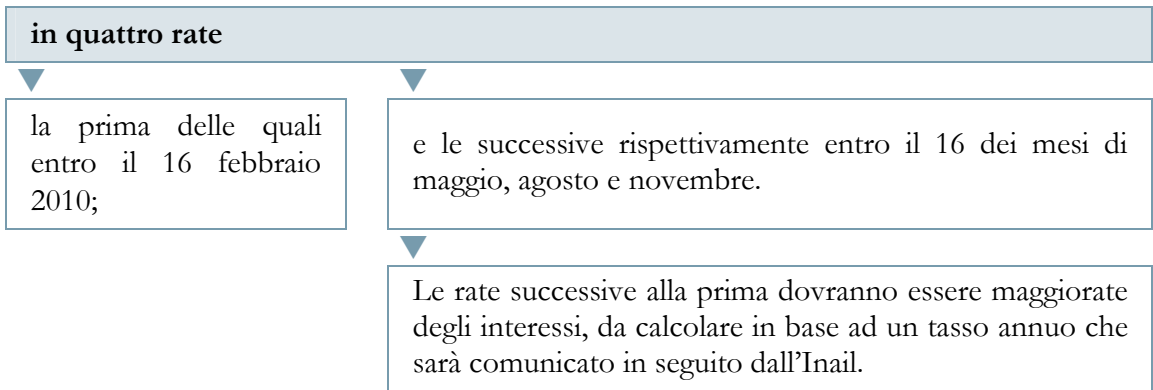 in quattro rate
la prima delle quali
entro il 16 febbraio
2010;
e le successive rispettivamente entro il 16 dei mesi di
maggio, agosto e novembre.
Le rate successive alla prima dovranno essere maggiorate
degli interessi, da calcolare in base ad un tasso annuo che
sarà comunicato in seguito dall'Inail.